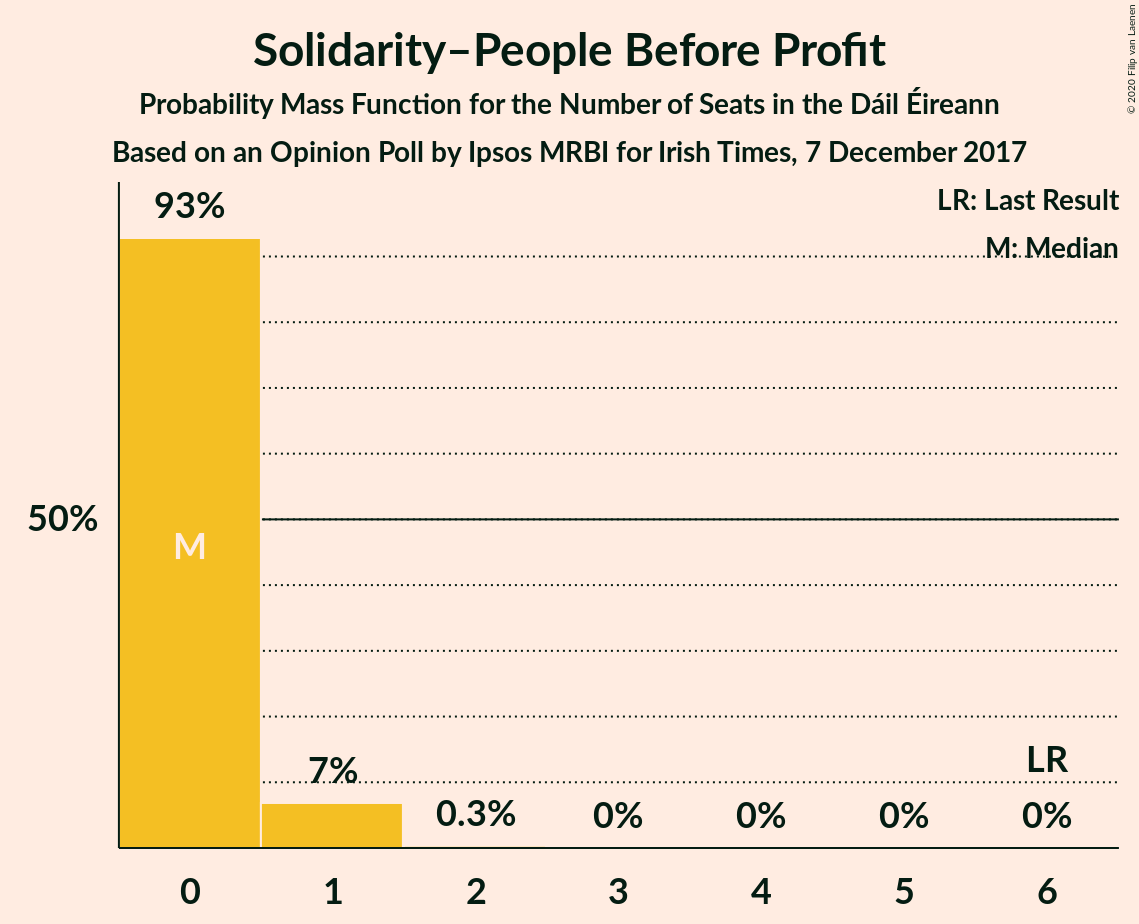 Solidarity–People Before Profit
Probability Mass Function for the Number of Seats in the Dáil Éireann
Based on an Opinion Poll by Ipsos MRBI for Irish Times, 7 December 2017
© 2020 Filip van Laenen
LR: Last Result
M: Median
93%
50%
M
7%
0.3%
0%
0%
0%
LR
0%
0
1
2
3
4
5
6